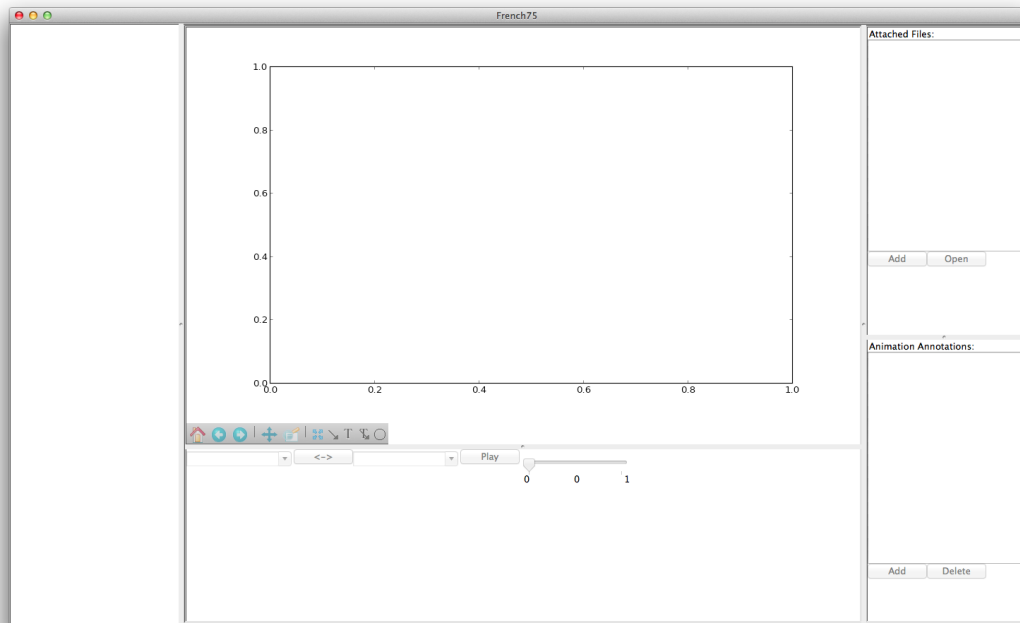 French75
Attached Files:
1.0
0.8
0.6
0.4
0.2
0.0
0.0 0.2 0.4 0.6 0.8 1.0
Add Open
Animation Annotations:
T T
<-> Play
0 0 1
Add Delete